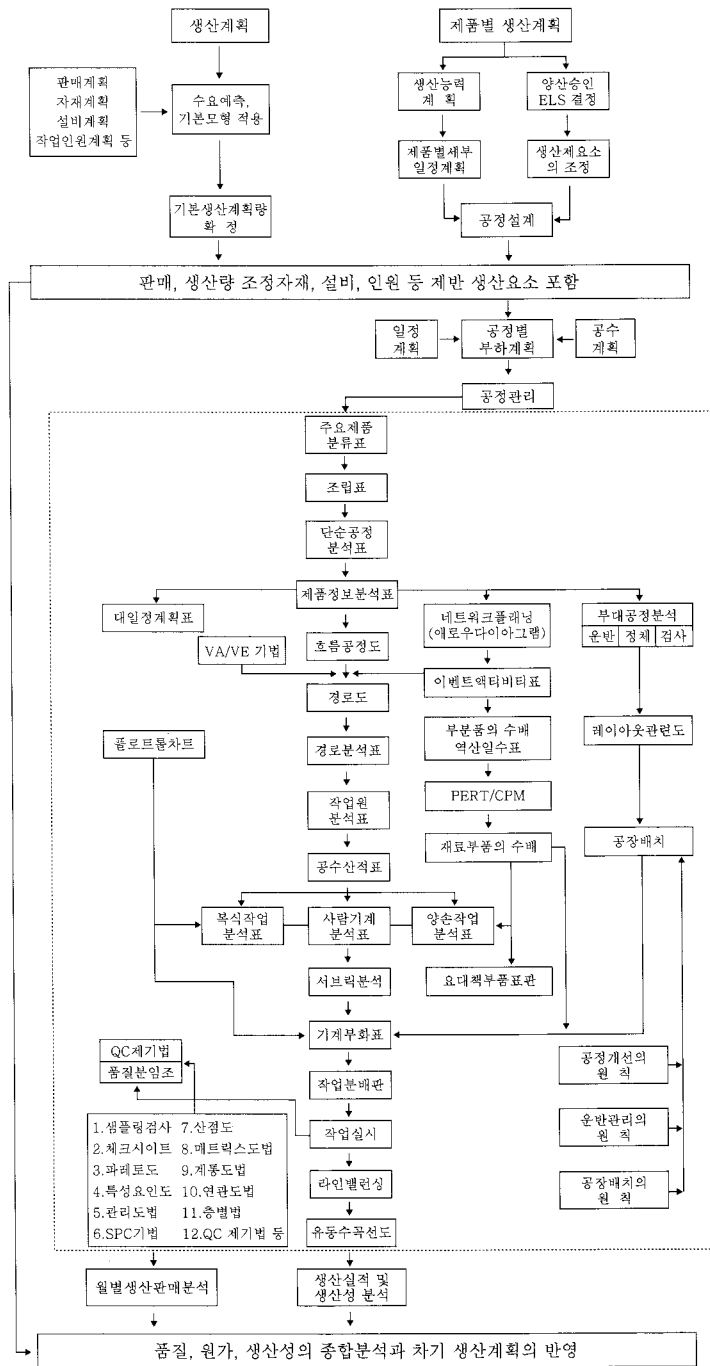 생산계획
제품별 생산계획
판매계획
자재계획
설비계획
작업인원계획 등
수요예측,
기본모형 적용
생산능력
계 획
양산승인
ELS 결정
제품별세부
일정계획
생산제요소
의 조정
기본생산계획량
확 정
공정설계
판매, 생산량 조정자재, 설비, 인원 등 제반 생산요소 포함
일정
계획
공정별
부하계획
공수
계획
공정관리
주요제품
분류표
조립표
단순공정
분석표
제품정보분석표
대일정계획표
네트워크플래닝
(애로우다이아그램)
부대공정분석
운반 정체 검사
VA/VE 기법
흐름공정도
이벤트액티비티표
경로도
플로트롤차트
경로분석표
부분품의 수배
역산일수표
레이아웃관련도
작업원
분석표
PERT/CPM
공수산적표
재료부품의 수배
공장배치
복식작업
분석표
사람기계
분석표
양손작업
분석표
서브릭분석
요대책부품표관
기계부화표
QC제기법
품질분임조
작업분배판
공정개선의
원 칙
1.샘플링검사 7.산점도
2.체크시이트 8.매트릭스도법
3.파레로도 9.계통도법
4.특성요인도 10.연관도법
5.관리도법 11.층별법
6.SPC기법 12.QC 제기법 등
작업실시
운반관리의
원 칙
라인밸런싱
공장배치의
원 칙
유동수곡선도
월별생산판매분석
생산실적 및
생산성 분석
품질, 원가, 생산성의 종합분석과 차기 생산계획의 반영